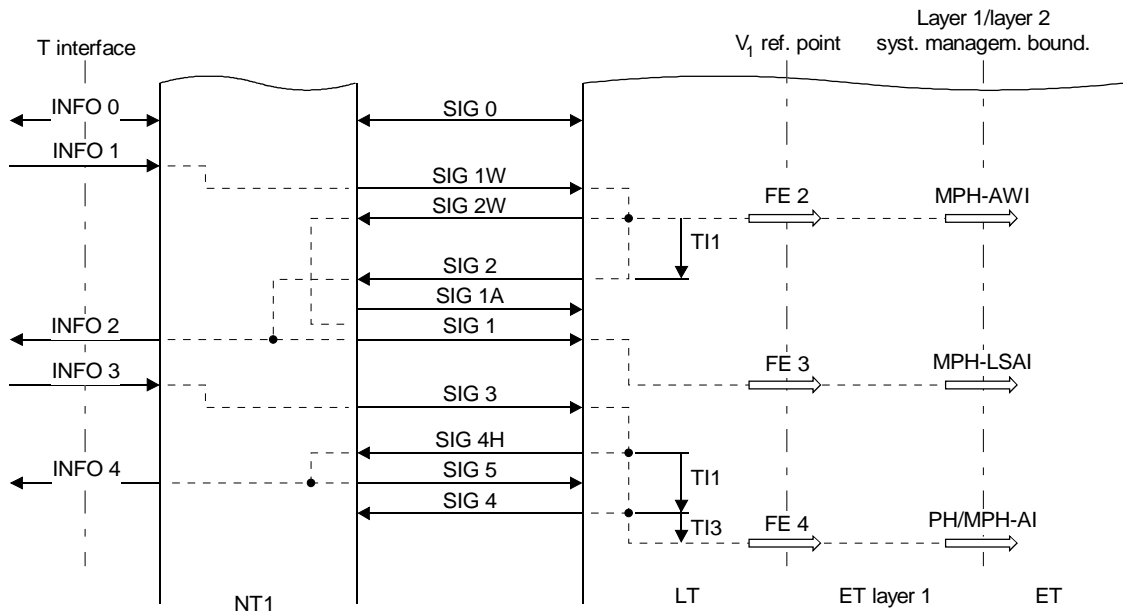 Layer 1/layer 2
T interface V1 ref. point syst. managem. bound.
INFO 0 SIG 0
INFO 1
SIG 1W
SIG 2W FE 2 MPH-AWI
TI1
SIG 2
SIG 1A
INFO 2 SIG 1
FE 3 MPH-LSAI
INFO 3
SIG 3
SIG 4H
INFO 4 SIG 5 TI1
SIG 4
TI3 FE 4 PH/MPH-AI
NT1 LT ET layer 1 ET